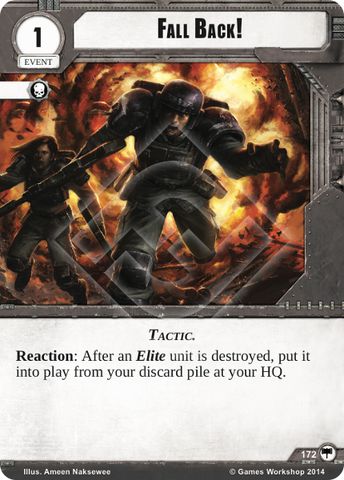 Fall Back!
1
EVENT
Tactic.
Reaction: After an Elite unit is destroyed, put it
into play from your discard pile at your HQ.
172
Illus. Ameen Naksewee
© Games Workshop 2014